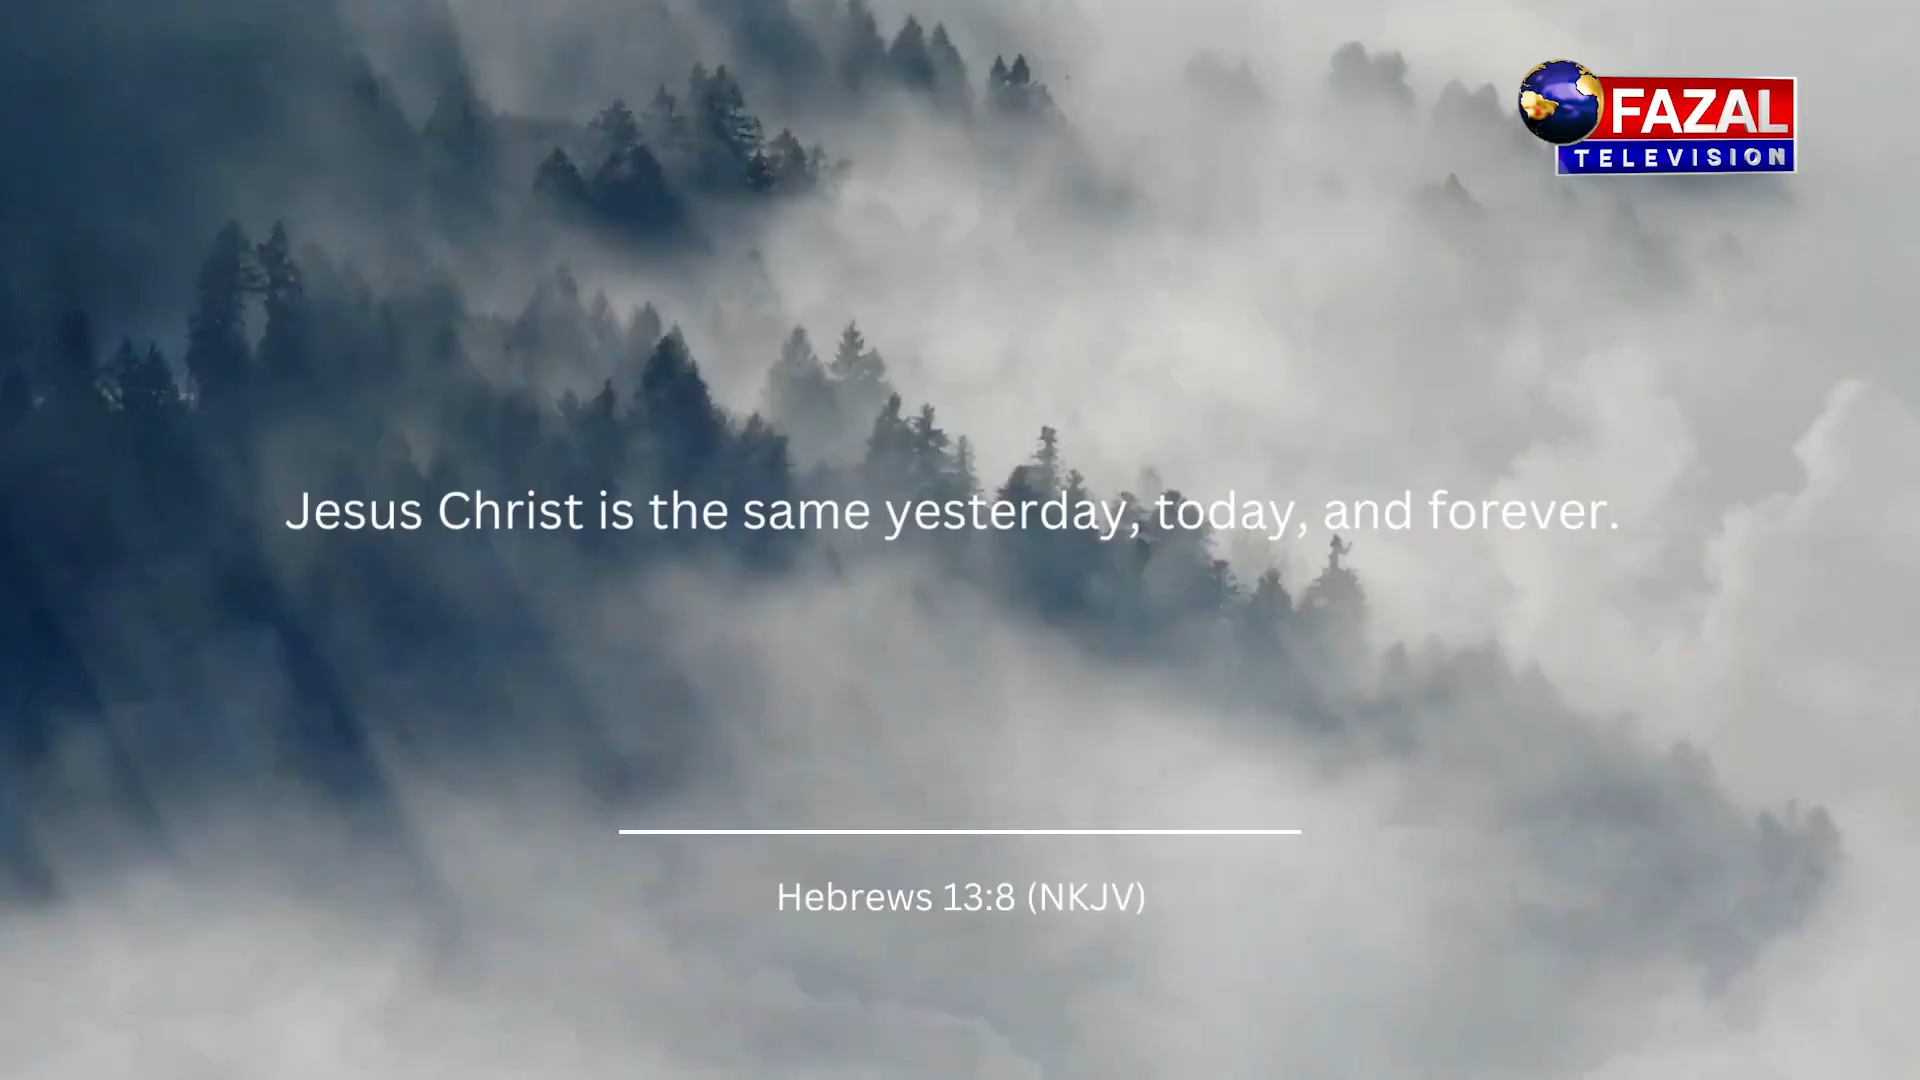 FAZAL
TELEVISION
Jesus Christ is the same yesterday, today, and forever.
Hebrews 13:8 (NKJV)